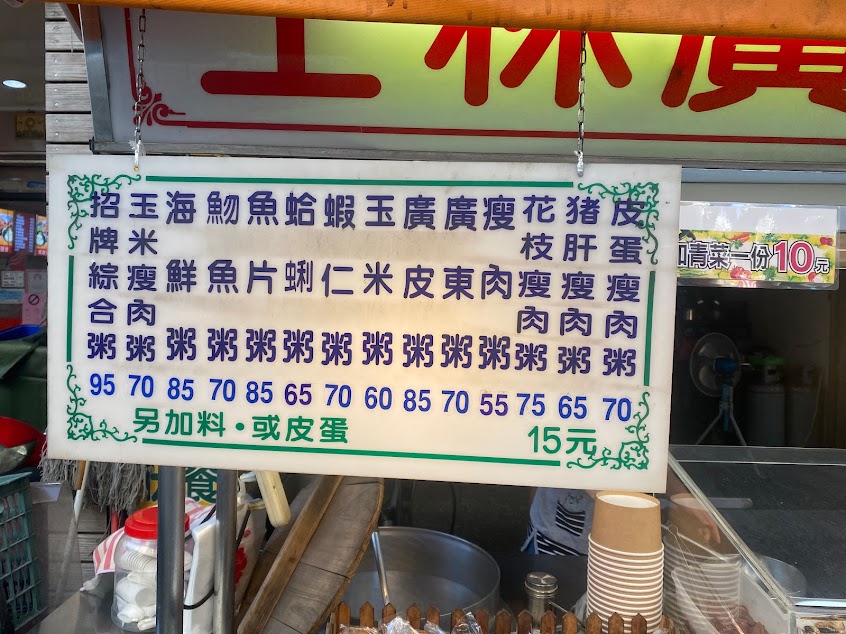 士林廣
皮蛋瘦肉粥 70
猪肝瘦肉粥 65
花枝瘦肉粥 75
瘦肉粥 55
廣東粥 70
廣皮粥 85
玉米粥 60
蝦仁粥 70
蛤蜊粥 65
魚片粥 85
魩魚粥 70
海鮮粥 85
玉米瘦肉粥 70
招牌綜合粥 95
另加料・或皮蛋 15元
青菜一份10元
食